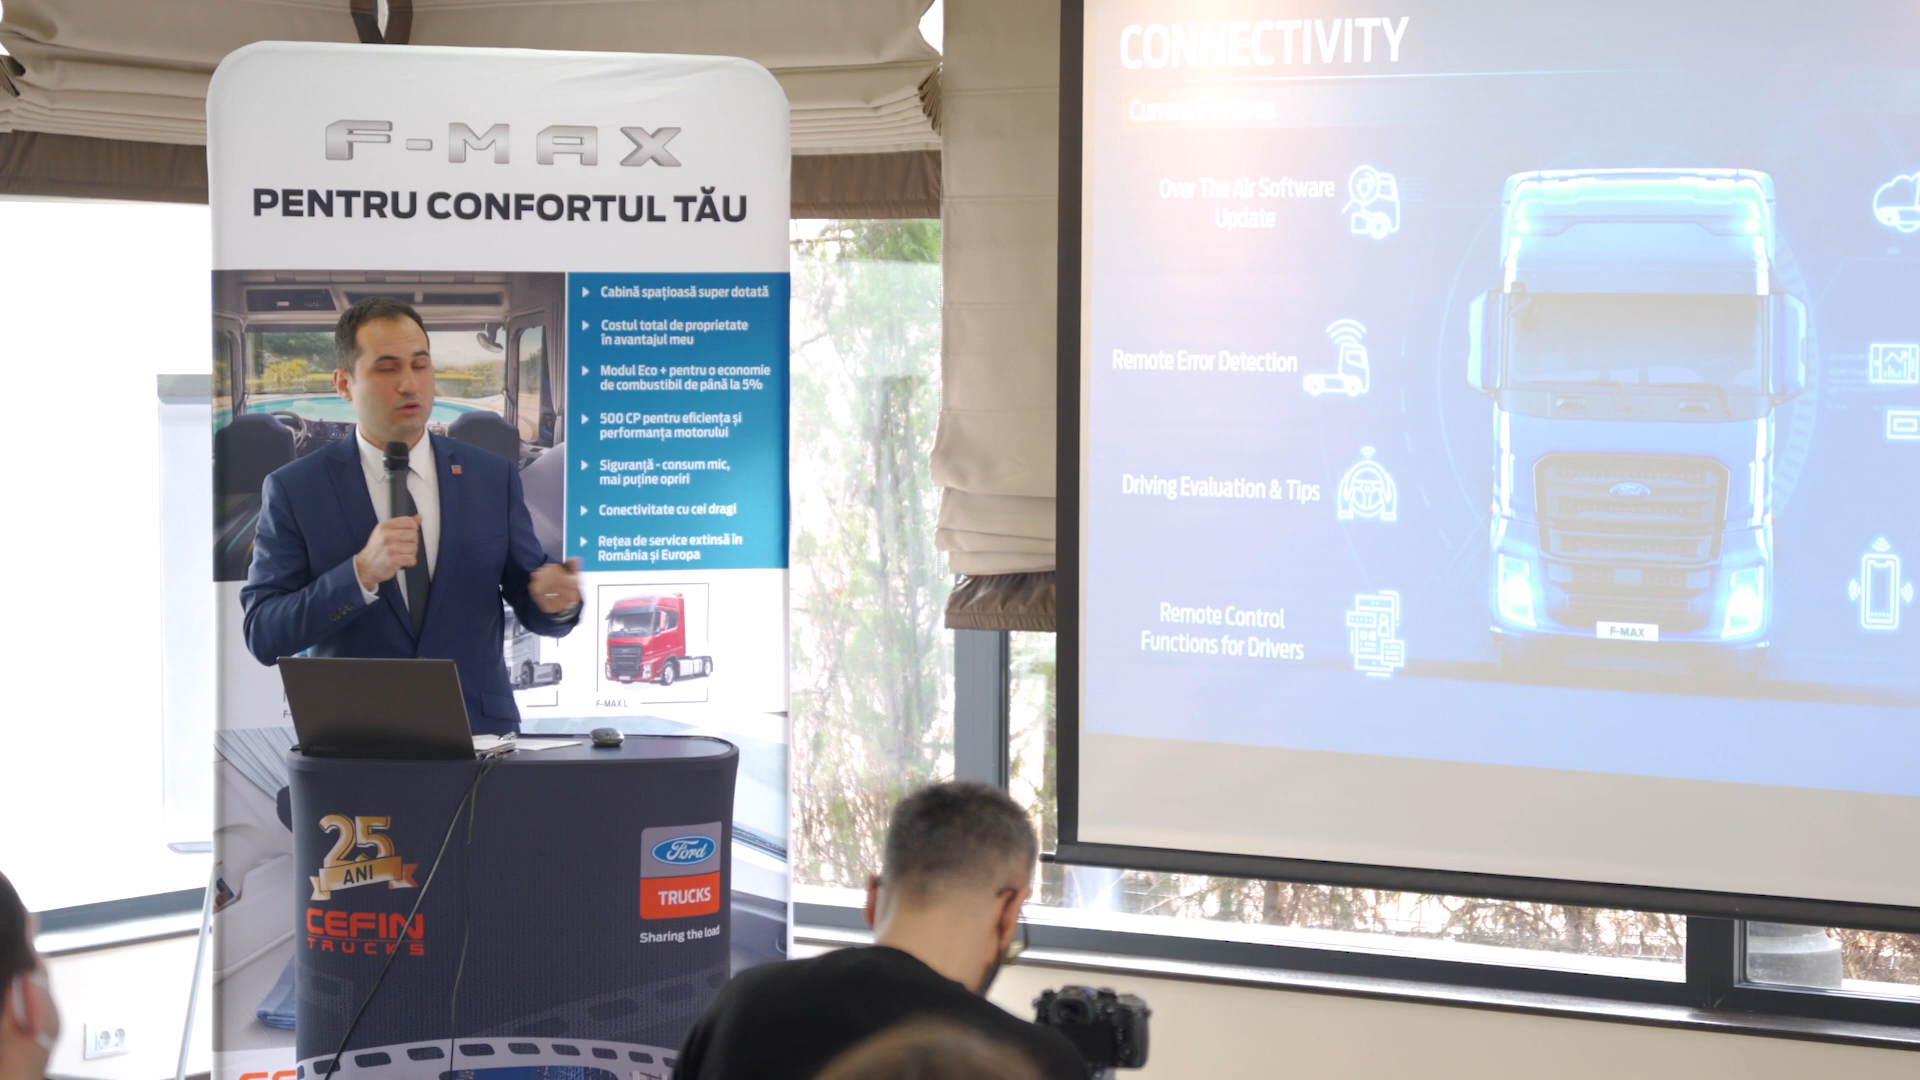 F-MAX
PENTRU CONFORTUL TĂU
Cabină spațioasă super dotată
Costul total de proprietate
în avantajul meu
Modul Eco + pentru o economie
de combustibil de până la 5%
500 CP pentru eficiența și
performanța motorului
Siguranță - consum mic,
mai puține opriri
Conectivitate cu cei dragi
Rețea de service extinsă în
România și Europa
F-MAX L
25
ANI
CEFIN
TRUCKS
Ford
TRUCKS
Sharing the load
CONNECTIVITY
Over The Air Software
Update
Remote Error Detection
Driving Evaluation & Tips
Remote Control
Functions for Drivers
Ford
F-MAX